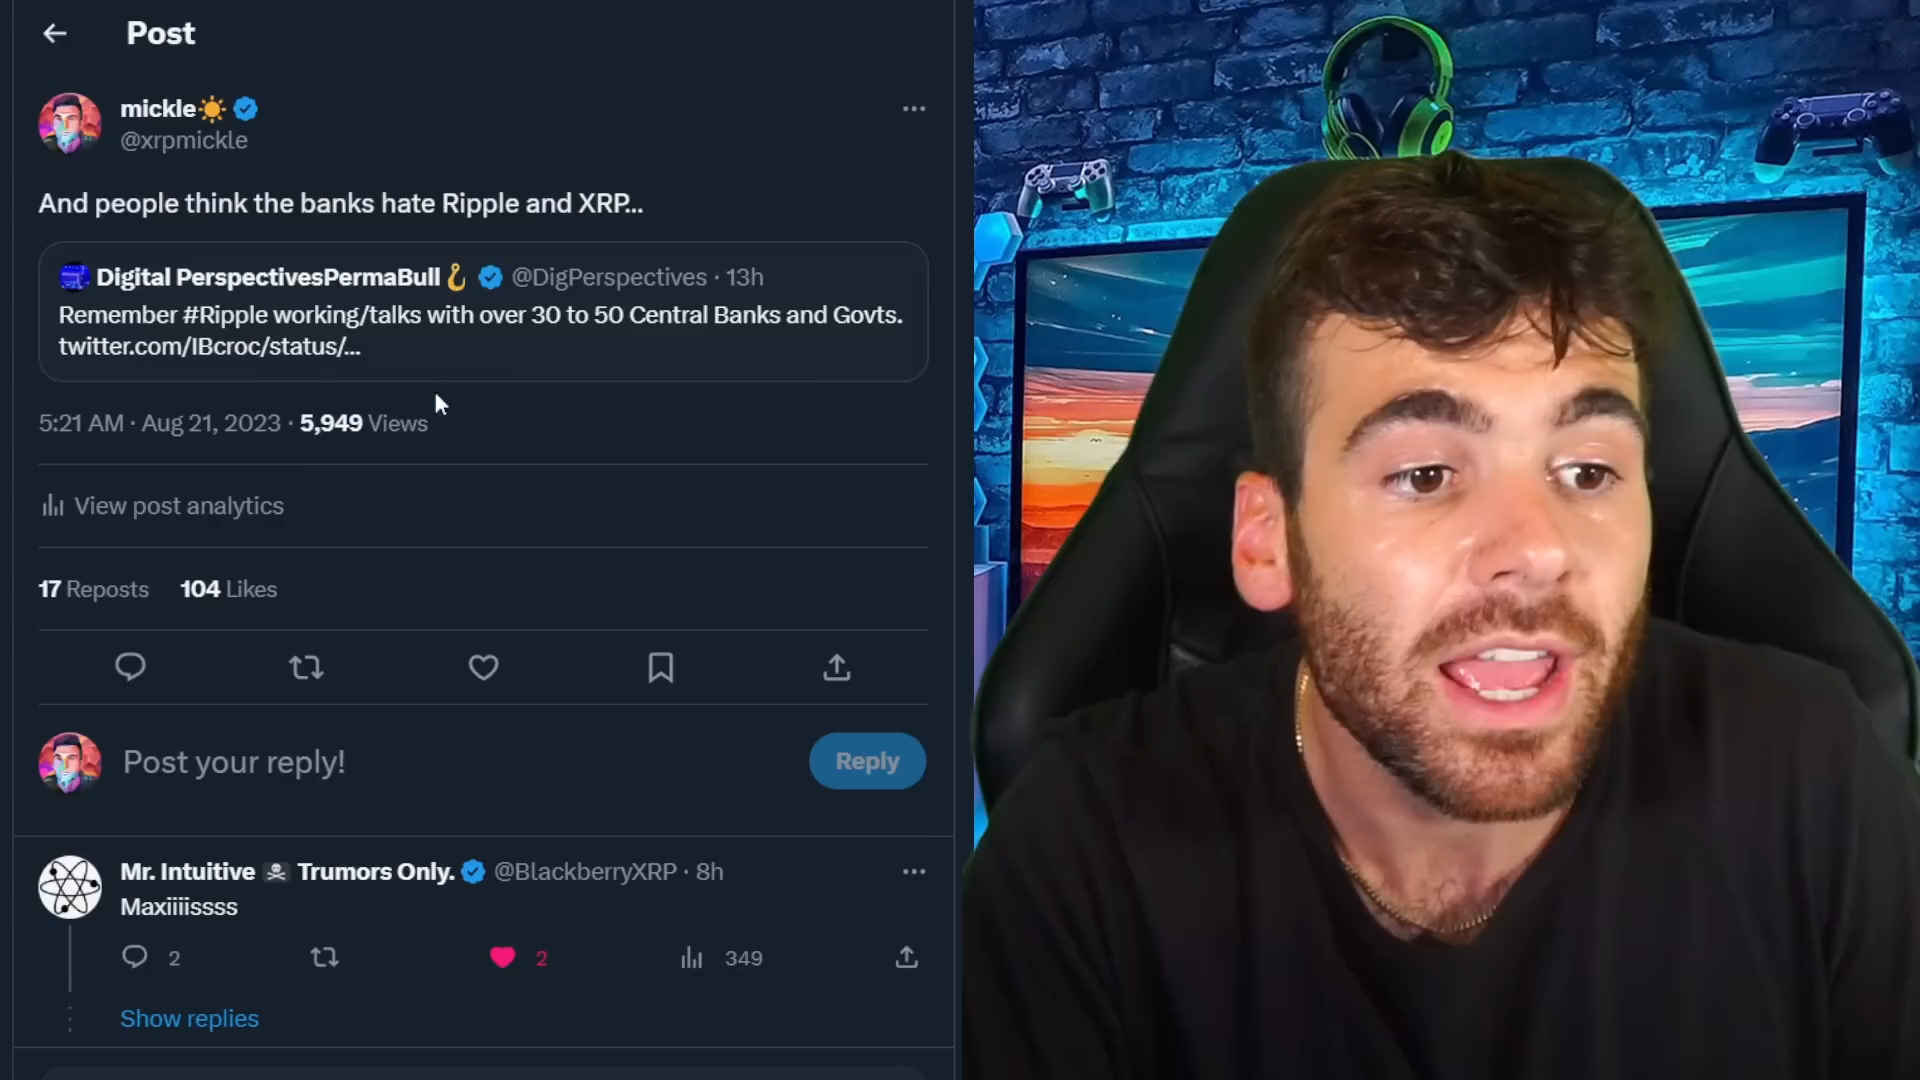 Post
mickle☀️
@xrpmickle
And people think the banks hate Ripple and XRP...
Digital PerspectivesPermaBull🪝 @DigPerspectives · 13h
Remember #Ripple working/talks with over 30 to 50 Central Banks and Govts.
twitter.com/IBcroc/status/...
5:21 AM · Aug 21, 2023 · 5,949 Views
View post analytics
17 Reposts 104 Likes
Post your reply!
Reply
Mr. Intuitive ☠️ Trumors Only. @BlackberryXRP · 8h
Maxiiiissss
2 2 349
Show replies